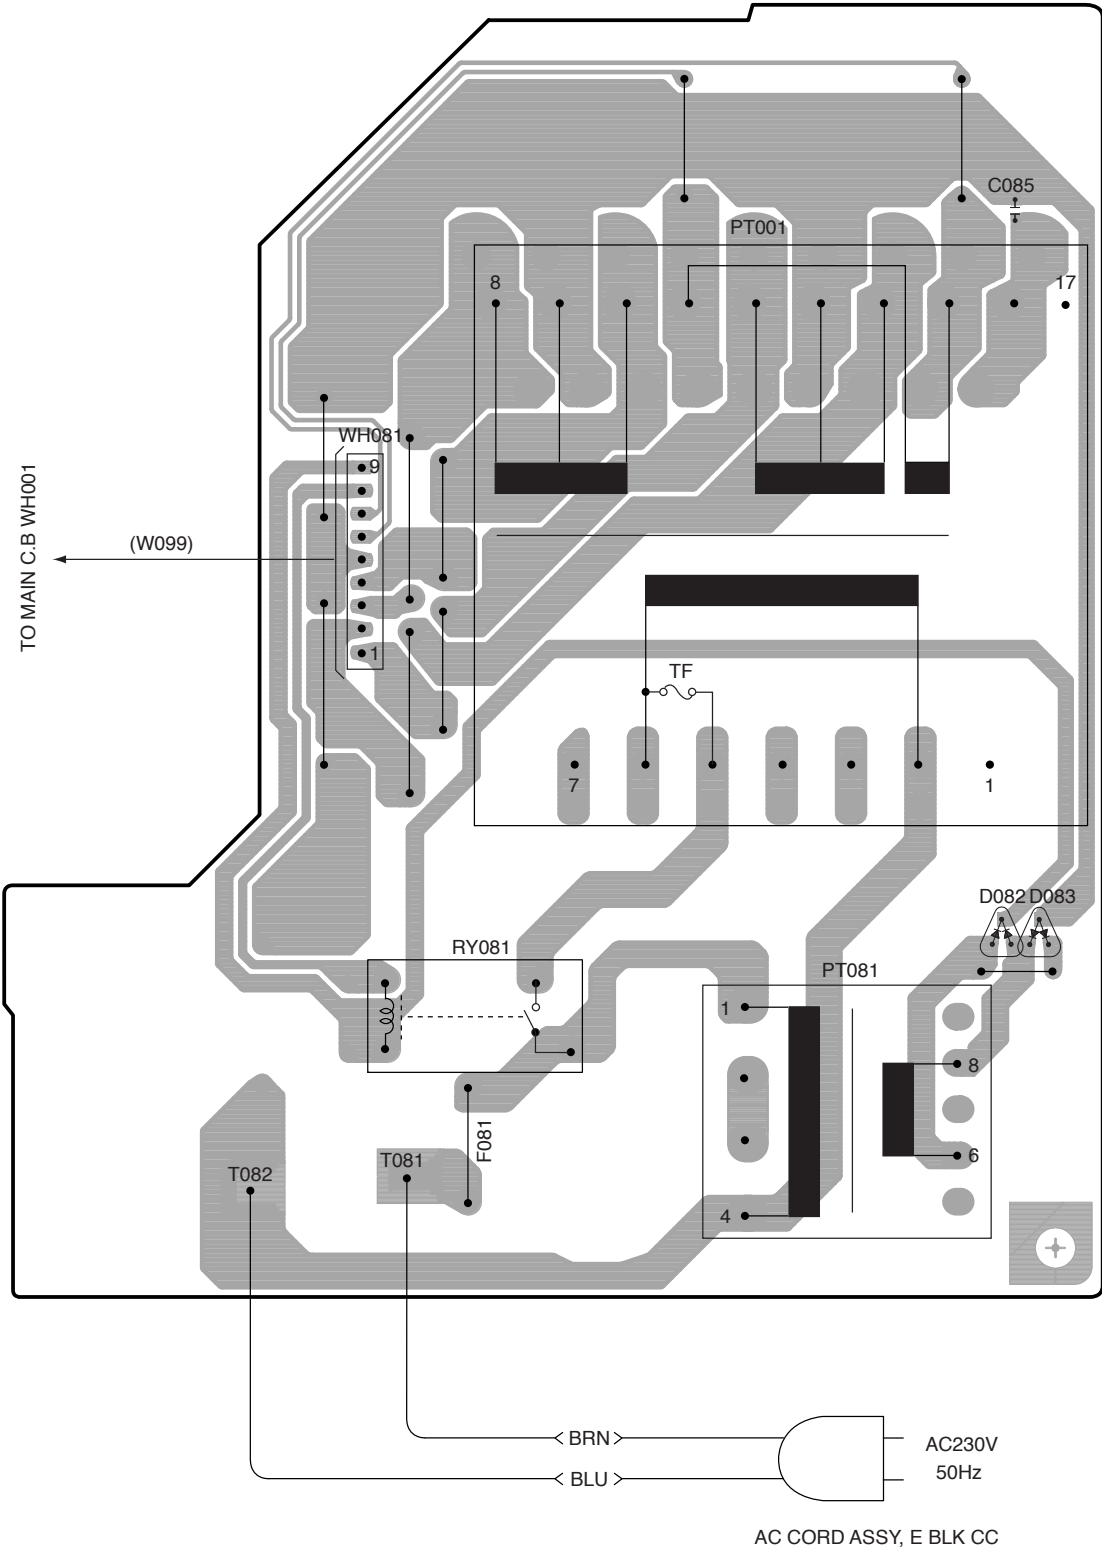 C085
PT001
8
17
WH081
9
TO MAIN C.B WH001
(W099)
1
TF
7
1
D082 D083
RY081
PT081
1
8
F081
T082
T081
6
4
BRN
AC230V
BLU
50Hz
AC CORD ASSY, E BLK CC